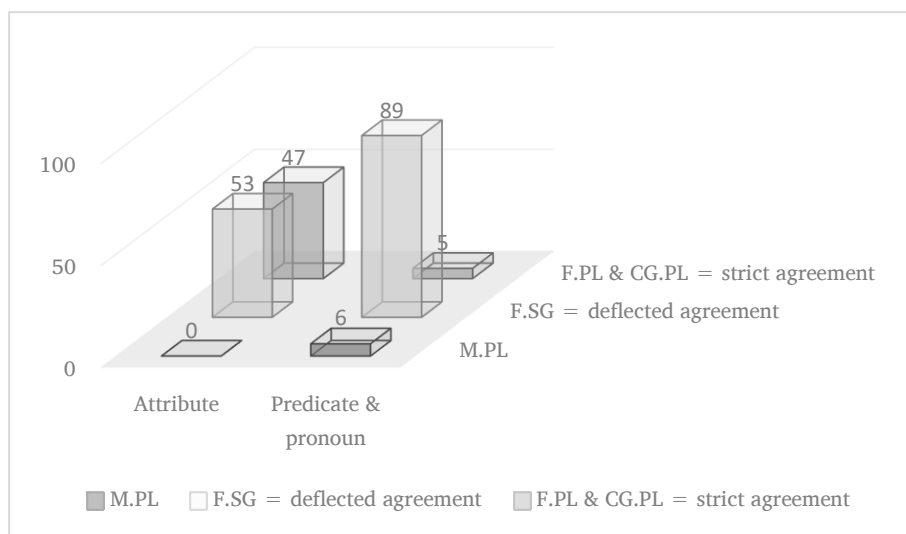 89
100
47
53
5
50
F.PL & CG.PL = strict agreement
F.SG = deflected agreement
0
6
M.PL
0
Attribute
Predicate &
pronoun
M.PL
F.SG = deflected agreement
F.PL & CG.PL = strict agreement